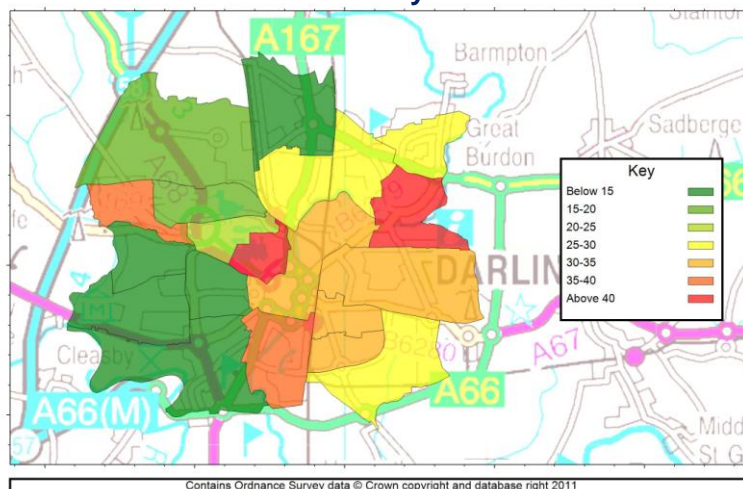 A167
Barmpton
Great
Burdon
Sadberge
Key
Below 15
15-20
20-25
25-30
30-35
35-40
Above 40
DARLIN
M
Cleasby
A67
A66(M)
A66
Midd
St G
57
Contains Ordnance Survey data © Crown copyright and database right 2011